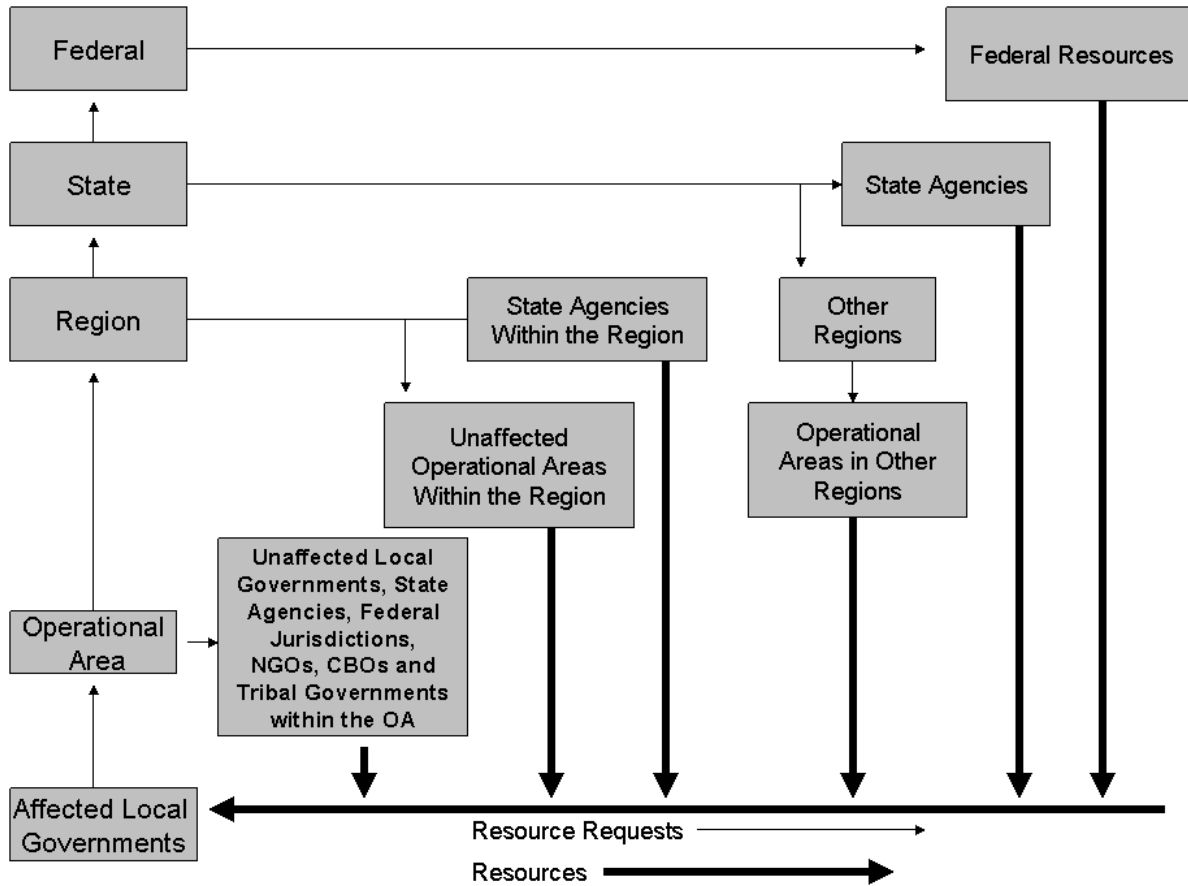 Federal
Federal Resources
State
State Agencies
Region
State Agencies
Within the Region
Other
Regions
Unaffected
Operational Areas
Within the Region
Operational
Areas in Other
Regions
Operational
Area
Unaffected Local
Governments, State
Agencies, Federal
Jurisdictions,
NGOs, CBOs and
Tribal Governments
within the OA
Affected Local
Governments
Resource Requests
Resources